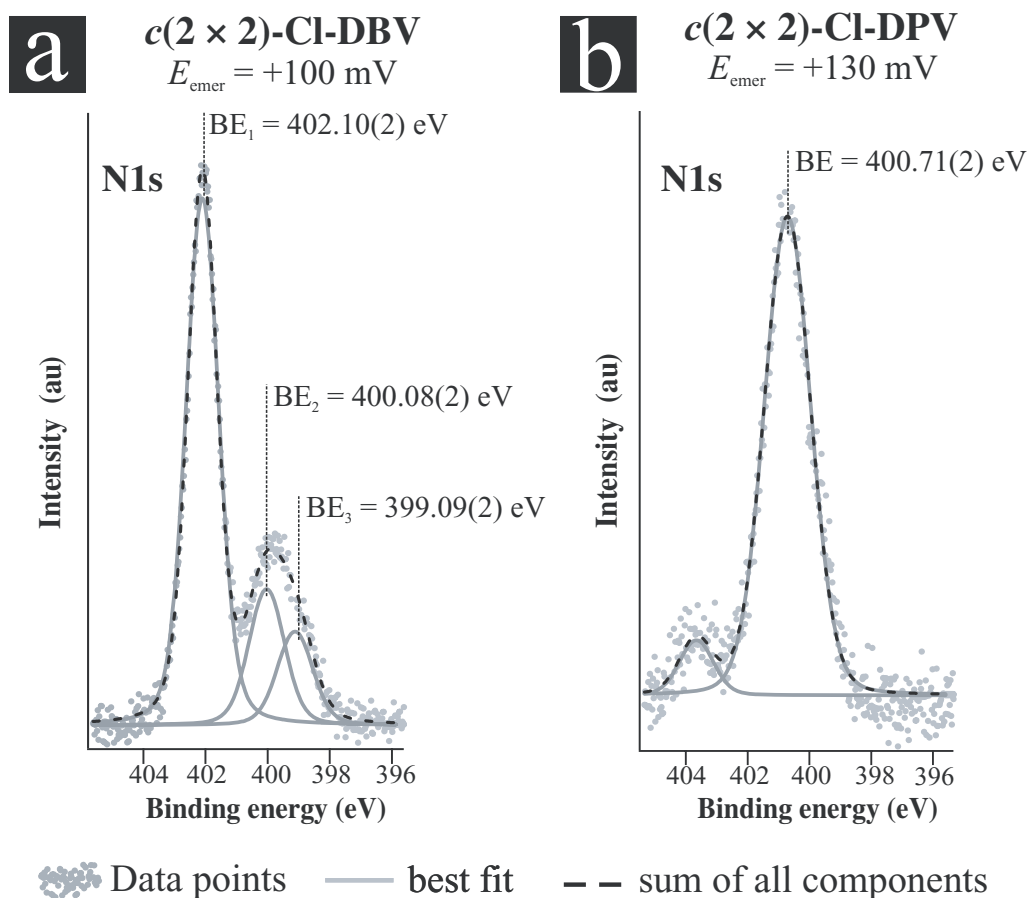 a
c(2 × 2)-Cl-DBV
E_emer = +100 mV
BE₁ = 402.10(2) eV
N1s
BE₂ = 400.08(2) eV
BE₃ = 399.09(2) eV
Intensity (au)
404 402 400 398 396
Binding energy (eV)
b
c(2 × 2)-Cl-DPV
E_emer = +130 mV
BE = 400.71(2) eV
N1s
Intensity (au)
404 402 400 398 396
Binding energy (eV)
Data points best fit sum of all components